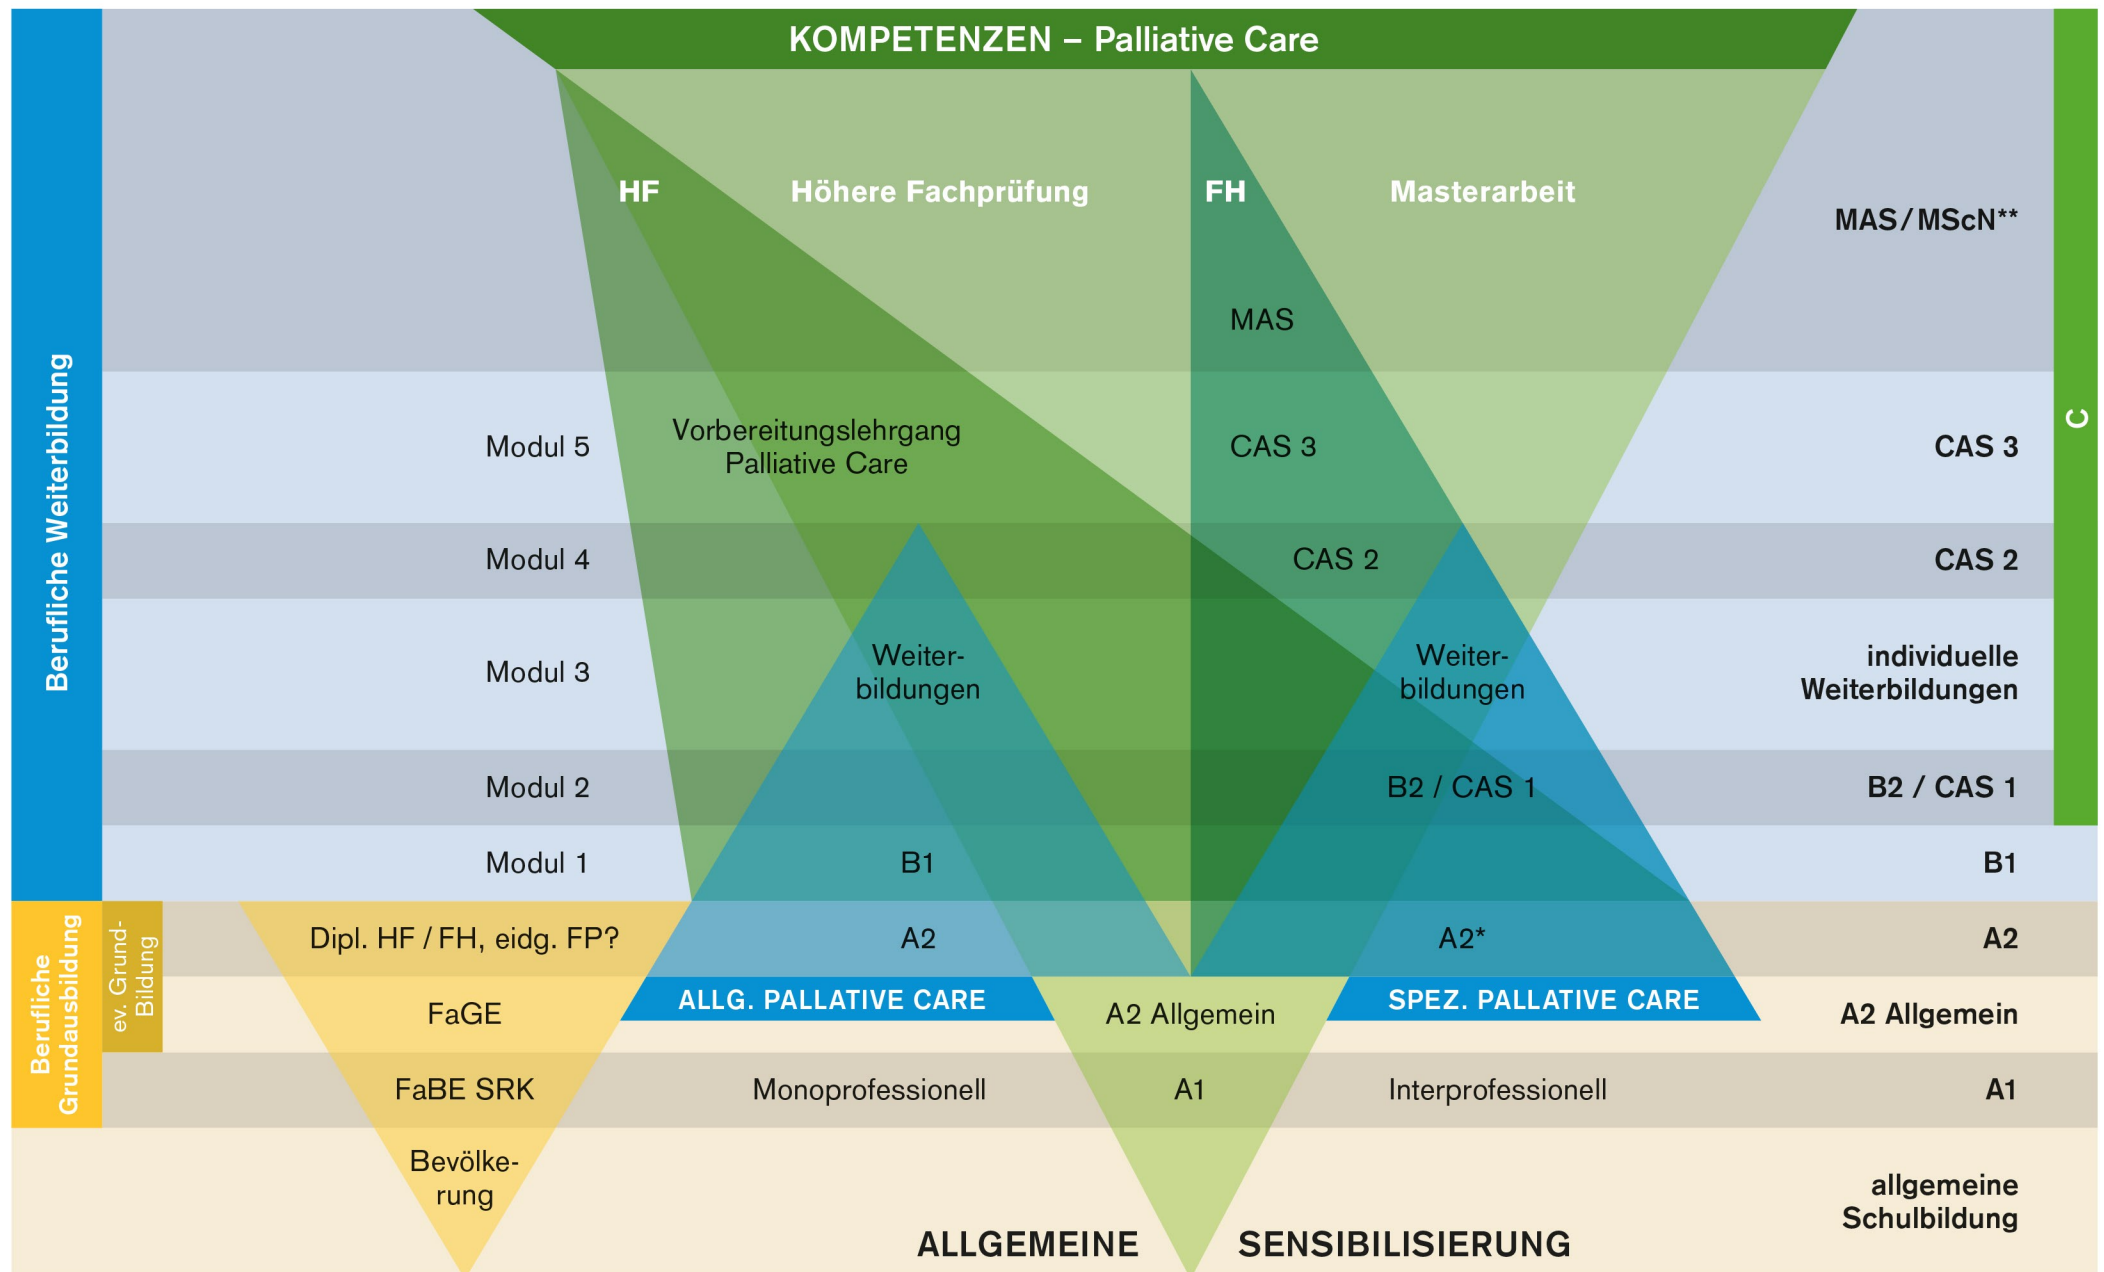 KOMPETENZEN – Palliative Care
HF
Höhere Fachprüfung
FH
Masterarbeit
MAS / MScN**
MAS
Berufliche Weiterbildung
C
Modul 5
Vorbereitungslehrgang
Palliative Care
CAS 3
CAS 3
Modul 4
CAS 2
CAS 2
Modul 3
Weiter-
bildungen
Weiter-
bildungen
individuelle
Weiterbildungen
Modul 2
B2 / CAS 1
B2 / CAS 1
Modul 1
B1
B1
Berufliche
Grundausbildung
ev. Grund-
Bildung
Dipl. HF / FH, eidg. FP?
A2
A2*
A2
FaGE
ALLG. PALLATIVE CARE
A2 Allgemein
SPEZ. PALLATIVE CARE
A2 Allgemein
FaBE SRK
Monoprofessionell
A1
Interprofessionell
A1
Bevölke-
rung
allgemeine
Schulbildung
ALLGEMEINE SENSIBILISIERUNG